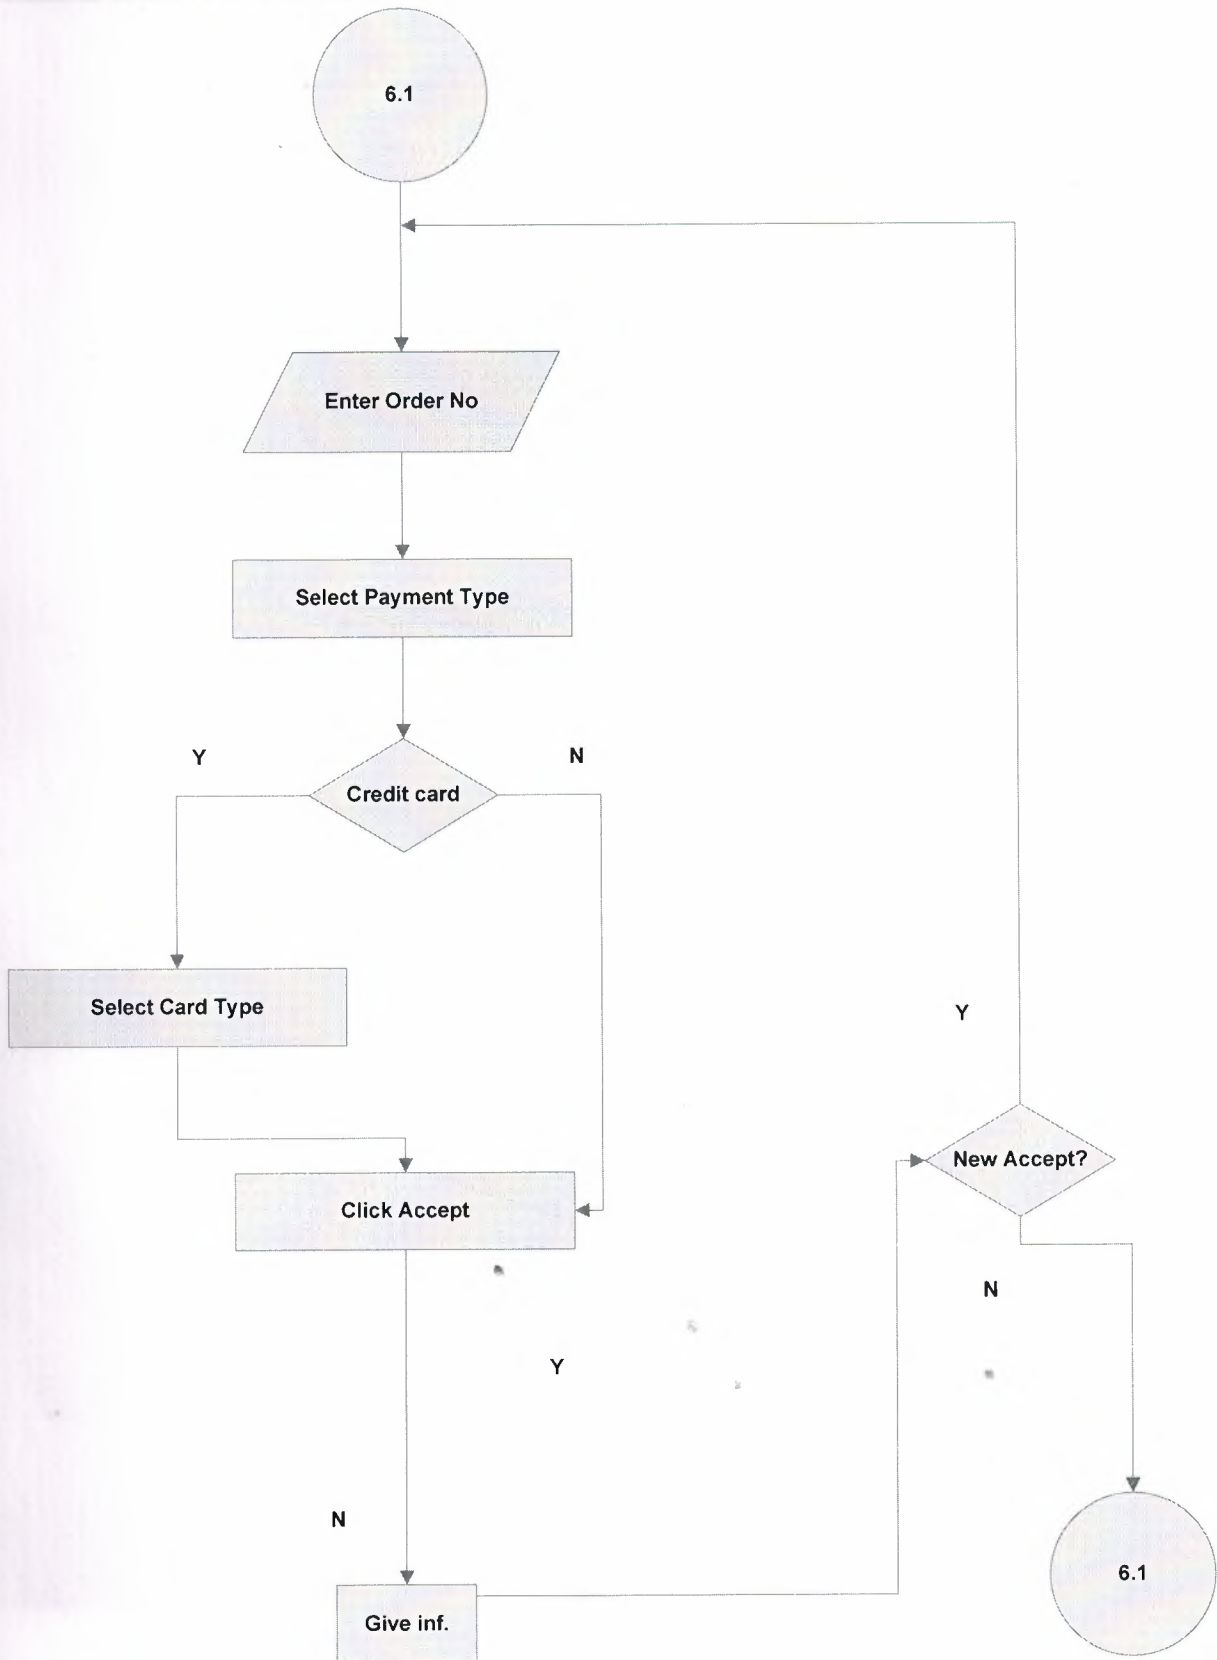 6.1
Enter Order No
Select Payment Type
Y
N
Credit card
Select Card Type
Y
New Accept?
Click Accept
N
Y
N
6.1
Give inf.